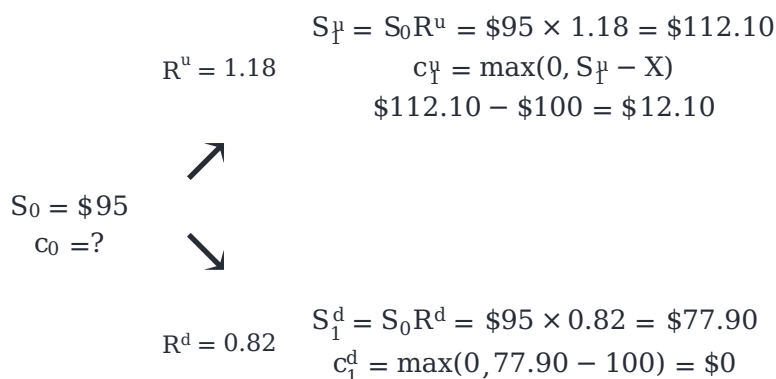 S₁ᵘ = S₀Rᵘ = $95 × 1.18 = $112.10
Rᵘ = 1.18
c₁ᵘ = max(0, S₁ᵘ − X)
$112.10 − $100 = $12.10
S₀ = $95
c₀ =?
S₁ᵈ = S₀Rᵈ = $95 × 0.82 = $77.90
Rᵈ = 0.82
c₁ᵈ = max(0,77.90 − 100) = $0